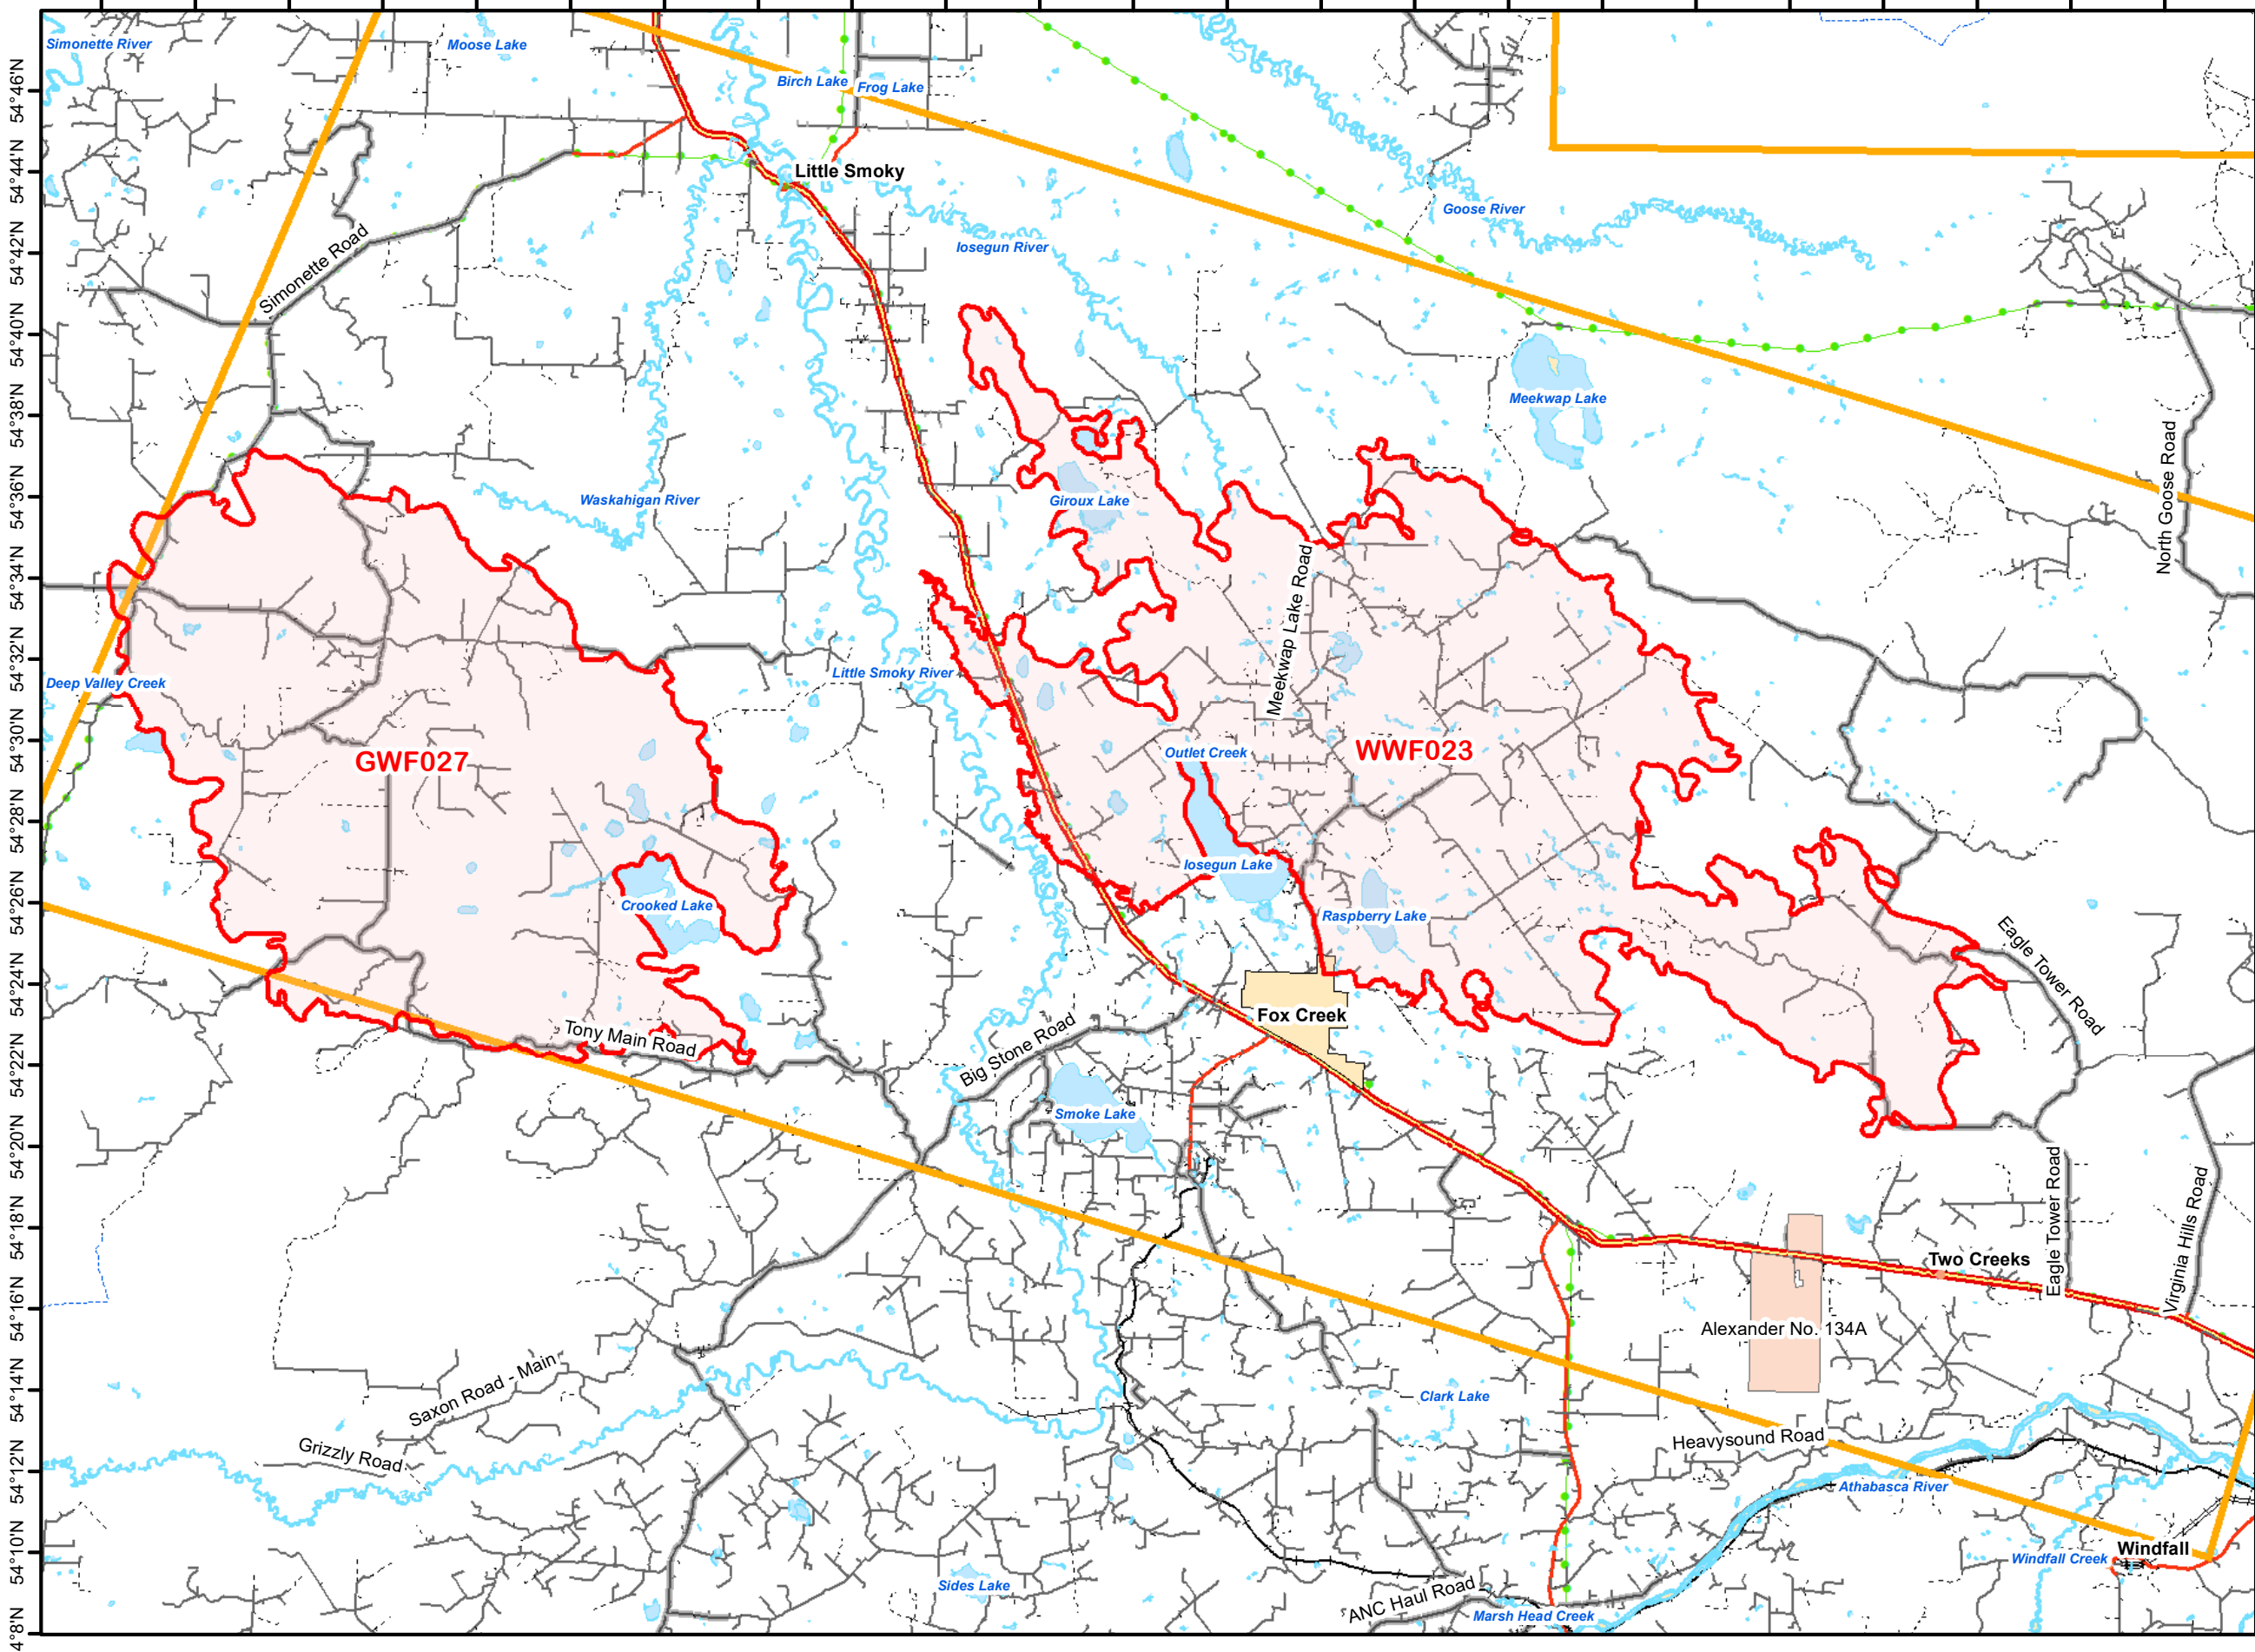 Simonette River
Moose Lake
54°46'N
Birch Lake
Frog Lake
54°44'N
Little Smoky
Goose River
54°42'N
Iosegun River
Simonette Road
54°40'N
Meekwap Lake
54°38'N
North Goose Road
54°36'N
Waskahigan River
Giroux Lake
54°34'N
Meekwap Lake Road
54°32'N
Deep Valley Creek
Little Smoky River
54°30'N
GWF027
Outlet Creek
WWF023
54°28'N
Iosegun Lake
54°26'N
Crooked Lake
Raspberry Lake
Eagle Tower Road
54°24'N
Fox Creek
Tony Main Road
Big Stone Road
54°22'N
Smoke Lake
54°20'N
Eagle Tower Road
Virginia Hills Road
54°18'N
Two Creeks
54°16'N
Alexander No. 134A
54°14'N
Saxon Road - Main
Clark Lake
Heavysound Road
54°12'N
Grizzly Road
Athabasca River
54°10'N
Windfall
Windfall Creek
Sides Lake
ANC Haul Road
Marsh Head Creek
4°8'N